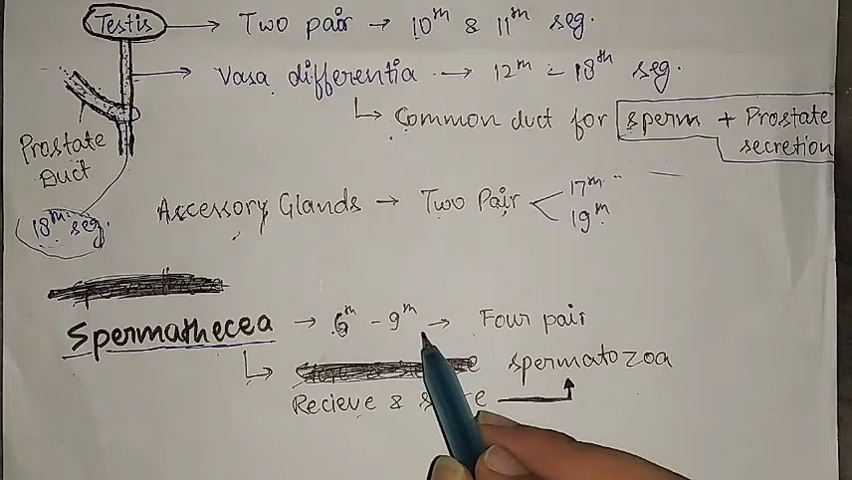 Testis → Two pair → 10th & 11th seg.
Vasa differentia → 12th - 18th seg.
↳ Common duct for sperm + Prostate secretion
Prostate Duct
18th seg.
Accessory Glands → Two Pair < 17th
19th
Spermathecea → 6th - 9th → Four pair
↳ spermatozoa
Recieve &